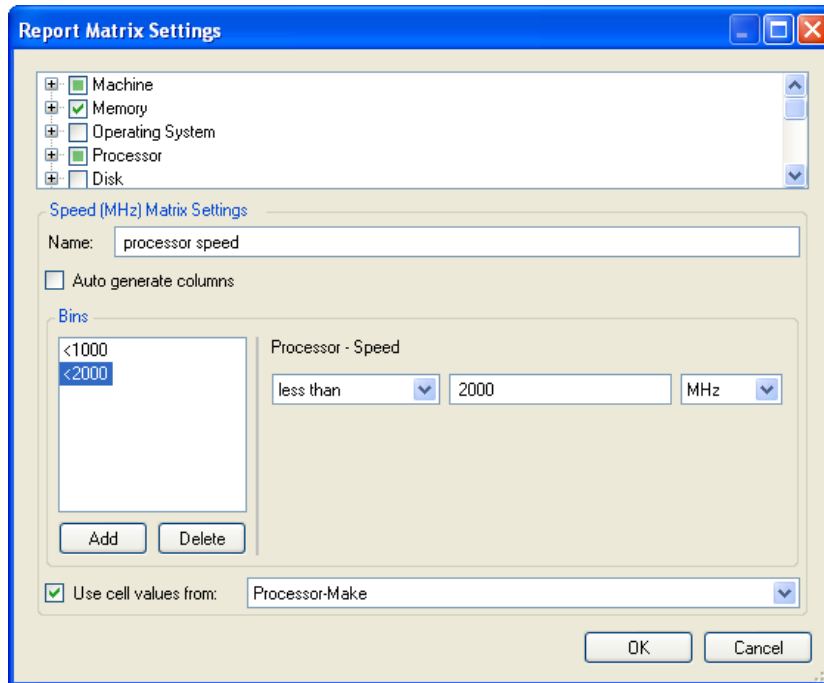 Report Matrix Settings
Machine
Memory
Operating System
Processor
Disk
Speed (MHz) Matrix Settings
Name: processor speed
Auto generate columns
Bins
<1000
<2000
Processor - Speed
less than 2000 MHz
Add Delete
Use cell values from: Processor-Make
OK Cancel